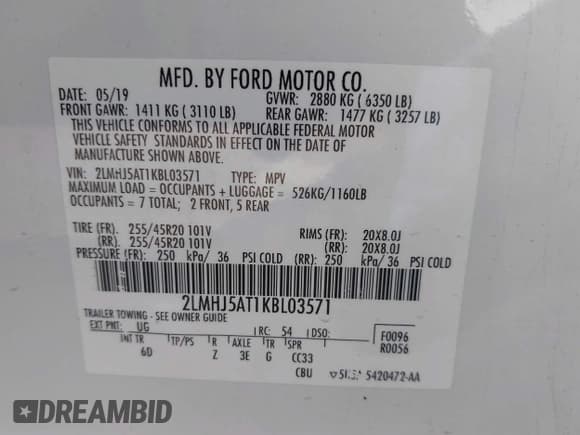 MFD. BY FORD MOTOR CO.
DATE: 05/19 GVWR: 2880 KG ( 6350 LB)
FRONT GAWR: 1411 KG ( 3110 LB) REAR GAWR: 1477 KG ( 3257 LB)
THIS VEHICLE CONFORMS TO ALL APPLICABLE FEDERAL MOTOR
VEHICLE SAFETY STANDARDS IN EFFECT ON THE DATE OF
MANUFACTURE SHOWN ABOVE.
VIN: 2LMHJ5AT1KBL03571 TYPE: MPV
MAXIMUM LOAD = OCCUPANTS + LUGGAGE = 526KG/1160LB
OCCUPANTS = 7 TOTAL; 2 FRONT, 5 REAR
TIRE (FR). 255/45R20 101V RIMS (FR): 20X8.0J
(RR). 255/45R20 101V (RR): 20X8.0J
PRESSURE (FR): 250 kPa/ 36 PSI COLD (RR): 250 kPa/ 36 PSI COLD
2LMHJ5AT1KBL03571
TRAILER TOWING - SEE OWNER GUIDE
EXT PNT: UG RC: 54 DSO: F0096
R0056
INT TR TP/PS R AXLE TR SPR
6D Z 3E G CC33
CBU 5420472-AA
DREAMBID